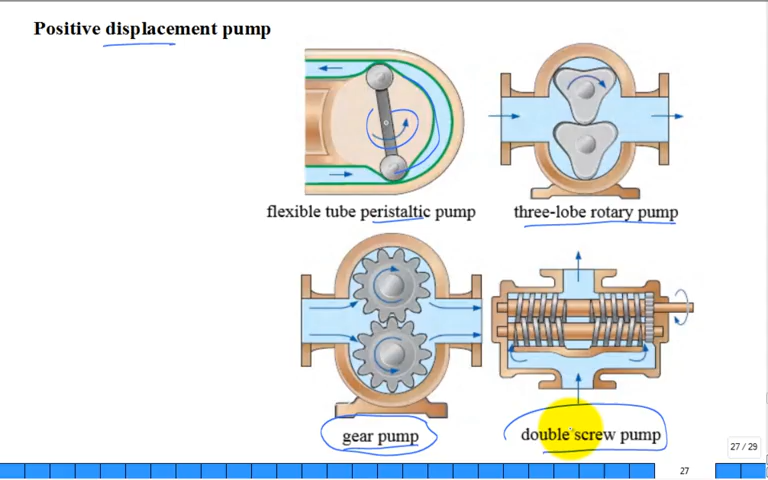 Positive displacement pump
flexible tube peristaltic pump
three-lobe rotary pump
gear pump
double screw pump
27 / 29
27